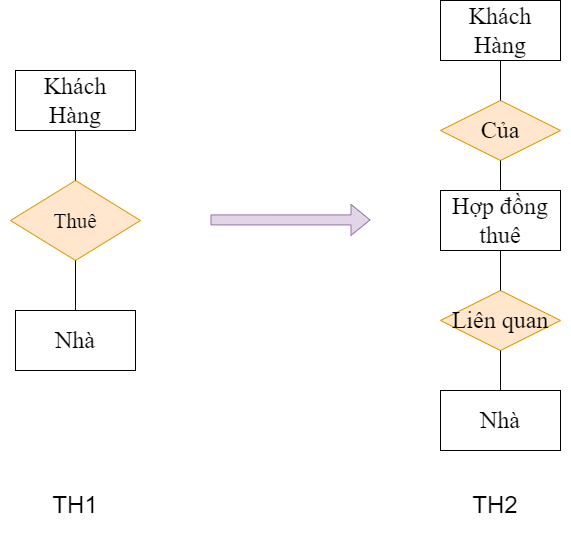 Khách
Hàng
Thuê
Nhà
TH1
Khách
Hàng
Của
Hợp đồng
thuê
Liên quan
Nhà
TH2